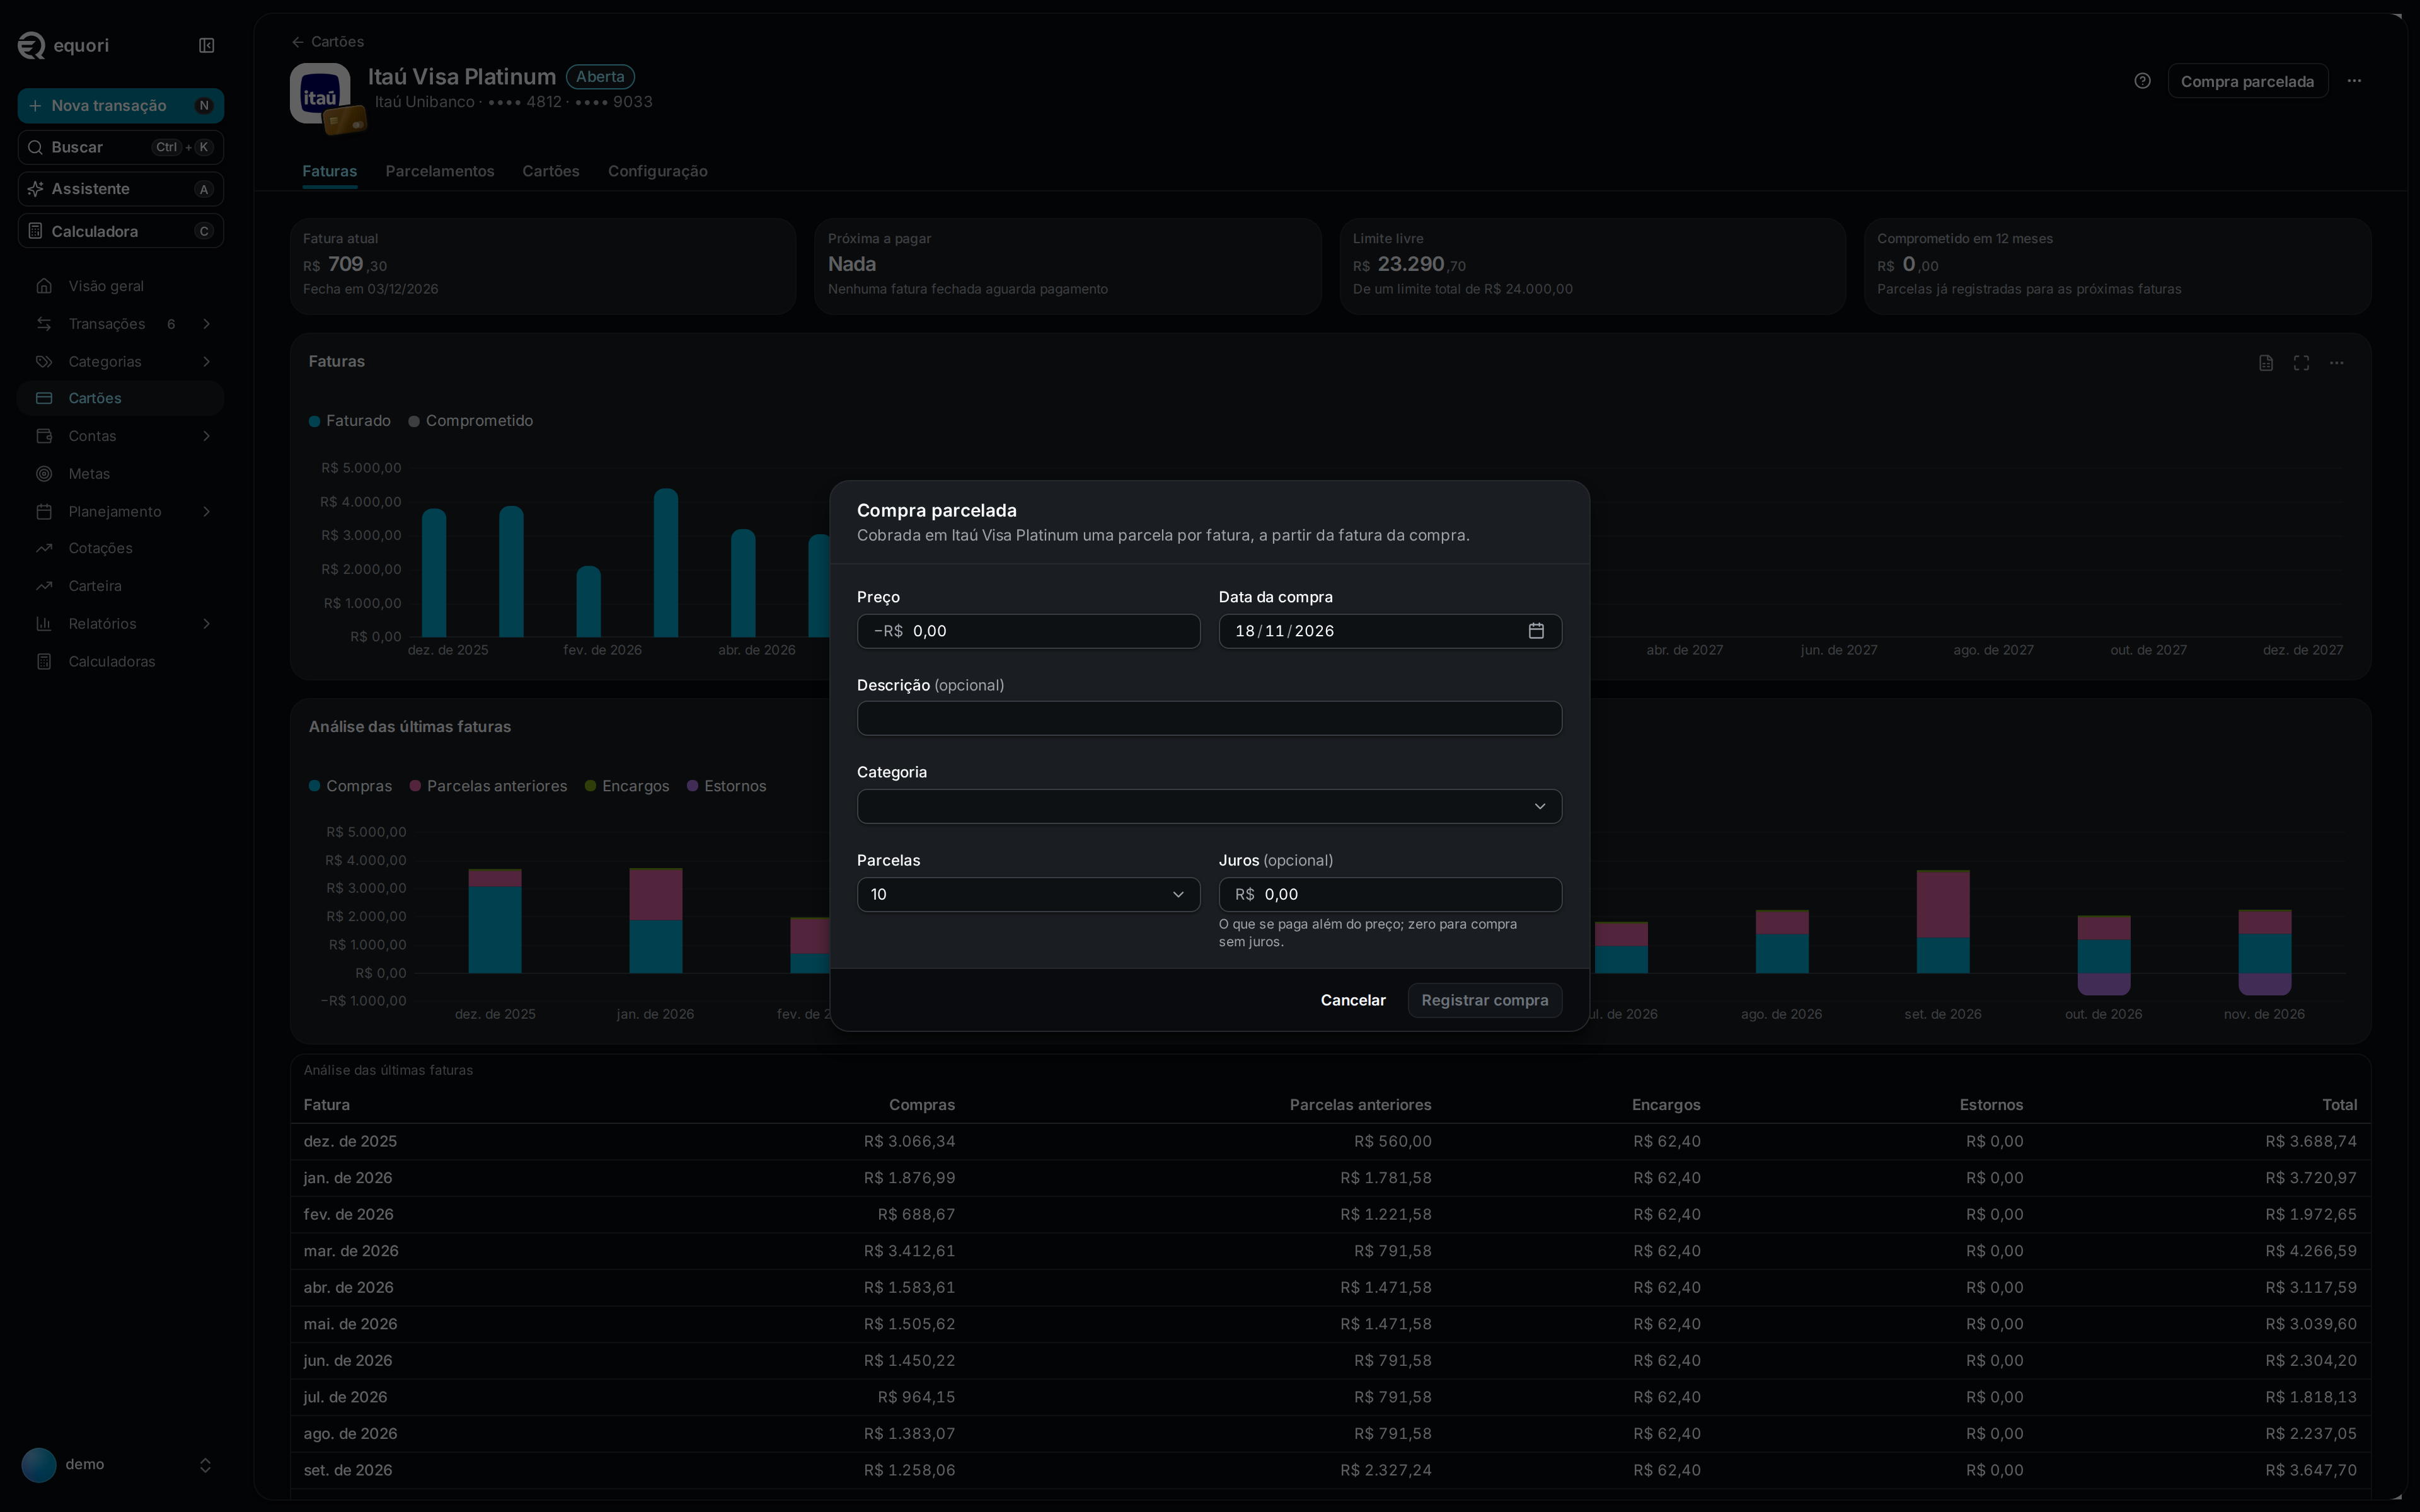 equori
Nova transação N
Buscar Ctrl + K
Assistente A
Calculadora C
Visão geral
Transações 6
Categorias
Cartões
Contas
Metas
Planejamento
Cotações
Carteira
Relatórios
Calculadoras
demo
Cartões
itaú
Itaú Visa Platinum Aberta
Itaú Unibanco · •••• 4812 · •••• 9033
Compra parcelada
Faturas Parcelamentos Cartões Configuração
Fatura atual
R$ 709,30
Fecha em 03/12/2026
Próxima a pagar
Nada
Nenhuma fatura fechada aguarda pagamento
Limite livre
R$ 23.290,70
De um limite total de R$ 24.000,00
Comprometido em 12 meses
R$ 0,00
Parcelas já registradas para as próximas faturas
Faturas
Faturado Comprometido
R$ 5.000,00
R$ 4.000,00
R$ 3.000,00
R$ 2.000,00
R$ 1.000,00
R$ 0,00
dez. de 2025 fev. de 2026 abr. de 2026 abr. de 2027 jun. de 2027 ago. de 2027 out. de 2027 dez. de 2027
Compra parcelada
Cobrada em Itaú Visa Platinum uma parcela por fatura, a partir da fatura da compra.
Preço Data da compra
−R$ 0,00 18/11/2026
Descrição (opcional)
Categoria
Parcelas Juros (opcional)
10 R$ 0,00
O que se paga além do preço; zero para compra
sem juros.
Cancelar Registrar compra
Análise das últimas faturas
Compras Parcelas anteriores Encargos Estornos
R$ 5.000,00
R$ 4.000,00
R$ 3.000,00
R$ 2.000,00
R$ 1.000,00
R$ 0,00
−R$ 1.000,00
dez. de 2025 jan. de 2026 fev. de 2 ul. de 2026 ago. de 2026 set. de 2026 out. de 2026 nov. de 2026
Análise das últimas faturas
Fatura Compras Parcelas anteriores Encargos Estornos Total
dez. de 2025 R$ 3.066,34 R$ 560,00 R$ 62,40 R$ 0,00 R$ 3.688,74
jan. de 2026 R$ 1.876,99 R$ 1.781,58 R$ 62,40 R$ 0,00 R$ 3.720,97
fev. de 2026 R$ 688,67 R$ 1.221,58 R$ 62,40 R$ 0,00 R$ 1.972,65
mar. de 2026 R$ 3.412,61 R$ 791,58 R$ 62,40 R$ 0,00 R$ 4.266,59
abr. de 2026 R$ 1.583,61 R$ 1.471,58 R$ 62,40 R$ 0,00 R$ 3.117,59
mai. de 2026 R$ 1.505,62 R$ 1.471,58 R$ 62,40 R$ 0,00 R$ 3.039,60
jun. de 2026 R$ 1.450,22 R$ 791,58 R$ 62,40 R$ 0,00 R$ 2.304,20
jul. de 2026 R$ 964,15 R$ 791,58 R$ 62,40 R$ 0,00 R$ 1.818,13
ago. de 2026 R$ 1.383,07 R$ 791,58 R$ 62,40 R$ 0,00 R$ 2.237,05
set. de 2026 R$ 1.258,06 R$ 2.327,24 R$ 62,40 R$ 0,00 R$ 3.647,70